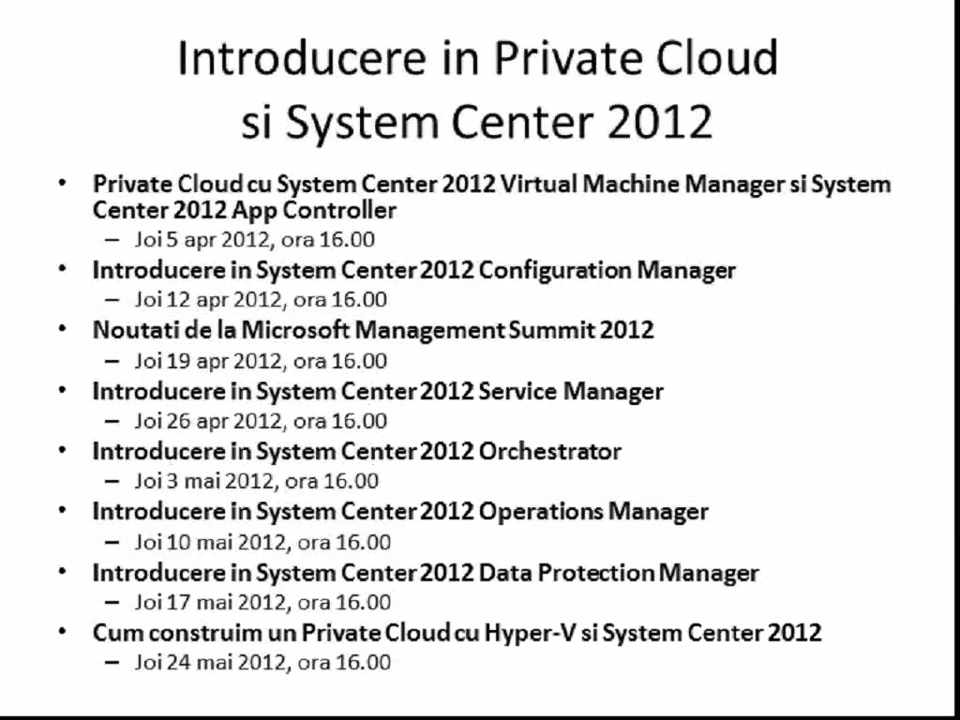 Introducere in Private Cloud
si System Center 2012
• Private Cloud cu System Center 2012 Virtual Machine Manager si System
Center 2012 App Controller
– Joi 5 apr 2012, ora 16.00
• Introducere in System Center 2012 Configuration Manager
– Joi 12 apr 2012, ora 16.00
• Noutati de la Microsoft Management Summit 2012
– Joi 19 apr 2012, ora 16.00
• Introducere in System Center 2012 Service Manager
– Joi 26 apr 2012, ora 16.00
• Introducere in System Center 2012 Orchestrator
– Joi 3 mai 2012, ora 16.00
• Introducere in System Center 2012 Operations Manager
– Joi 10 mai 2012, ora 16.00
• Introducere in System Center 2012 Data Protection Manager
– Joi 17 mai 2012, ora 16.00
• Cum construim un Private Cloud cu Hyper-V si System Center 2012
– Joi 24 mai 2012, ora 16.00